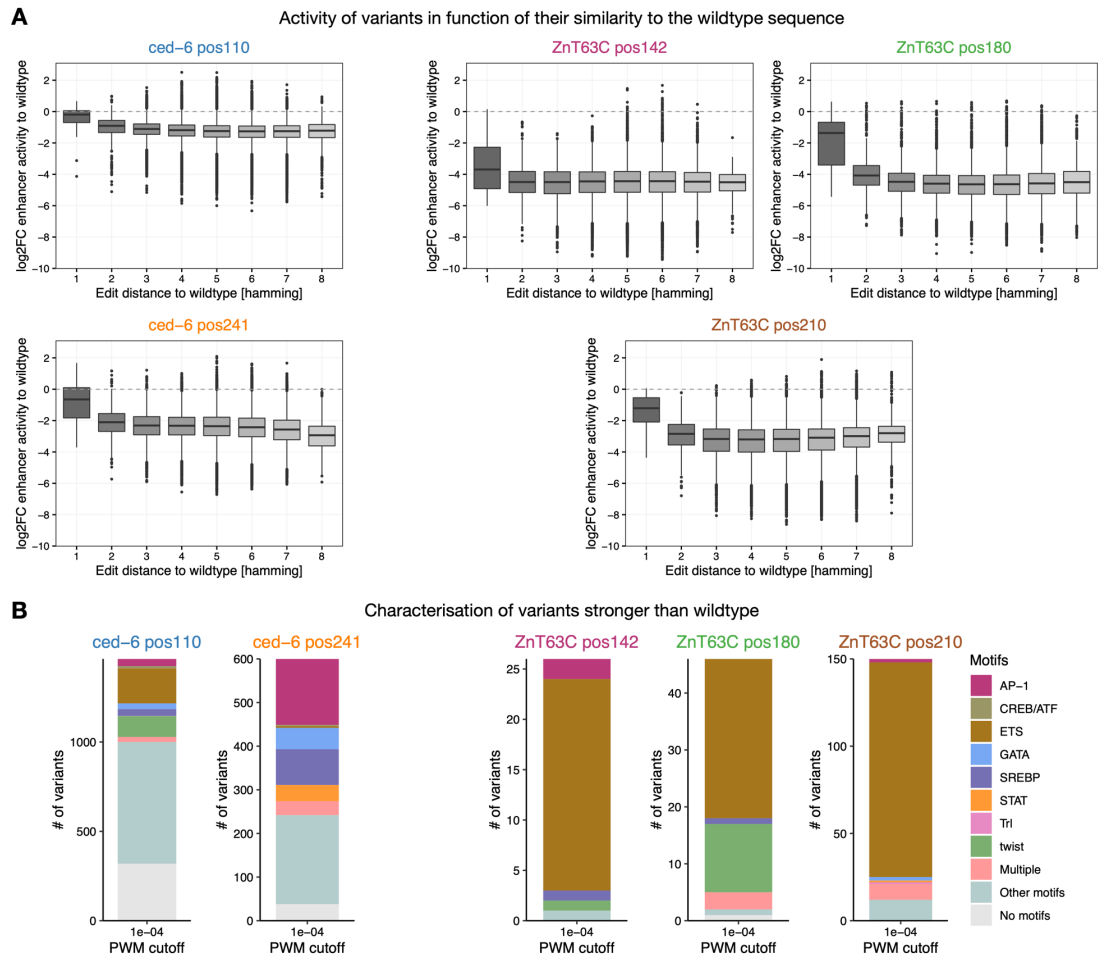 A
Activity of variants in function of their similarity to the wildtype sequence
ced−6 pos110
log2FC enhancer activity to wildtype
2
0
−2
−4
−6
−8
−10
1 2 3 4 5 6 7 8
Edit distance to wildtype [hamming]
ZnT63C pos142
log2FC enhancer activity to wildtype
2
0
−2
−4
−6
−8
−10
1 2 3 4 5 6 7 8
Edit distance to wildtype [hamming]
ZnT63C pos180
log2FC enhancer activity to wildtype
2
0
−2
−4
−6
−8
−10
1 2 3 4 5 6 7 8
Edit distance to wildtype [hamming]
ced−6 pos241
log2FC enhancer activity to wildtype
2
0
−2
−4
−6
−8
−10
1 2 3 4 5 6 7 8
Edit distance to wildtype [hamming]
ZnT63C pos210
log2FC enhancer activity to wildtype
2
0
−2
−4
−6
−8
−10
1 2 3 4 5 6 7 8
Edit distance to wildtype [hamming]
B
Characterisation of variants stronger than wildtype
ced−6 pos110
# of variants
1000
500
0
1e−04
PWM cutoff
ced−6 pos241
# of variants
600
500
400
300
200
100
0
1e−04
PWM cutoff
ZnT63C pos142
# of variants
25
20
15
10
5
0
1e−04
PWM cutoff
ZnT63C pos180
# of variants
40
30
20
10
0
1e−04
PWM cutoff
ZnT63C pos210
# of variants
150
100
50
0
1e−04
PWM cutoff
Motifs
AP−1
CREB/ATF
ETS
GATA
SREBP
STAT
Trl
twist
Multiple
Other motifs
No motifs